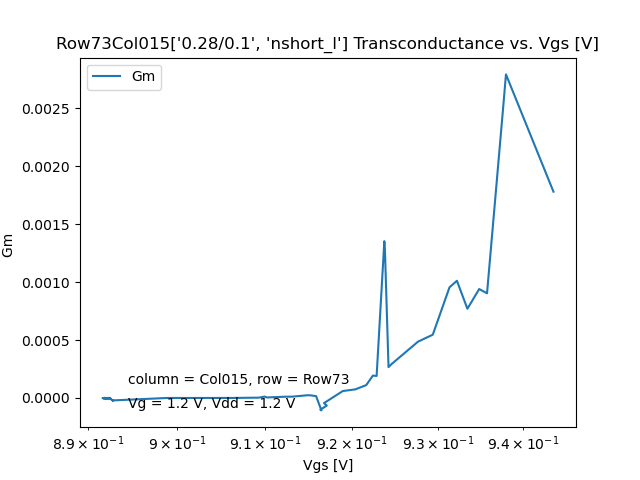 Row73Col015['0.28/0.1', 'nshort_l'] Transconductance vs. Vgs [V]
Gm
0.0025
0.0020
0.0015
0.0010
0.0005
0.0000
Gm
column = Col015, row = Row73
Vg = 1.2 V, Vdd = 1.2 V
8.9 × 10⁻¹ 9 × 10⁻¹ 9.1 × 10⁻¹ 9.2 × 10⁻¹ 9.3 × 10⁻¹ 9.4 × 10⁻¹
Vgs [V]